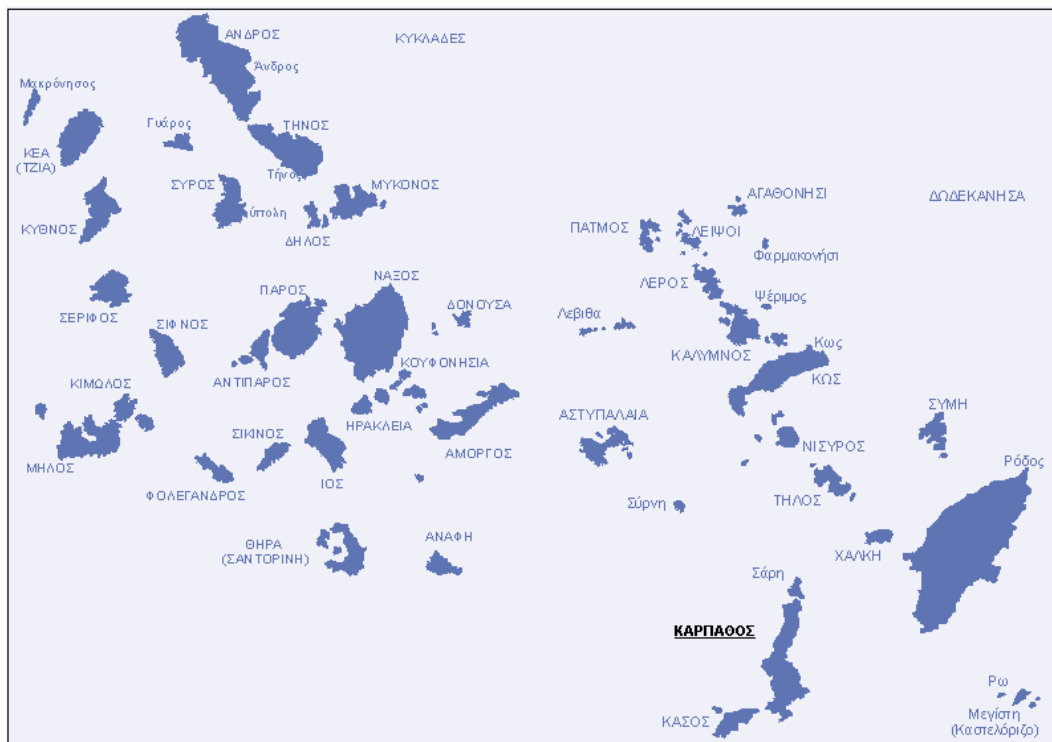 ΑΝΔΡΟΣ
ΚΥΚΛΑΔΕΣ
Άνδρος
Μακρόνησος
Γυάρος
ΤΗΝΟΣ
ΚΕΑ
(ΤΖΙΑ)
Τήνος
ΣΥΡΟΣ
ΜΥΚΟΝΟΣ
ΑΓΑΘΟΝΗΣΙ
ΔΩΔΕΚΑΝΗΣΑ
ύπολη
ΚΥΘΝΟΣ
ΔΗΛΟΣ
ΠΑΤΜΟΣ
ΛΕΙΨΟΙ
Φαρμακονήσι
ΝΑΞΟΣ
ΛΕΡΟΣ
ΠΑΡΟΣ
ΔΟΝΟΥΣΑ
Ψέριμος
ΣΕΡΙΦΟΣ
ΣΙΦΝΟΣ
Λεβιθα
Κως
ΚΑΛΥΜΝΟΣ
ΚΟΥΦΟΝΗΣΙΑ
ΚΙΜΩΛΟΣ
ΑΝΤΙΠΑΡΟΣ
ΚΩΣ
ΗΡΑΚΛΕΙΑ
ΑΣΤΥΠΑΛΑΙΑ
ΣΥΜΗ
ΣΙΚΙΝΟΣ
ΝΙΣΥΡΟΣ
ΑΜΟΡΓΟΣ
ΜΗΛΟΣ
Ρόδος
ΙΟΣ
ΦΟΛΕΓΑΝΔΡΟΣ
ΤΗΛΟΣ
Σύρνη
ΑΝΑΦΗ
ΘΗΡΑ
(ΣΑΝΤΟΡΙΝΗ)
ΧΑΛΚΗ
Σάρη
ΚΑΡΠΑΘΟΣ
Ρω
ΚΑΣΟΣ
Μεγίστη
(Καστελόριζο)